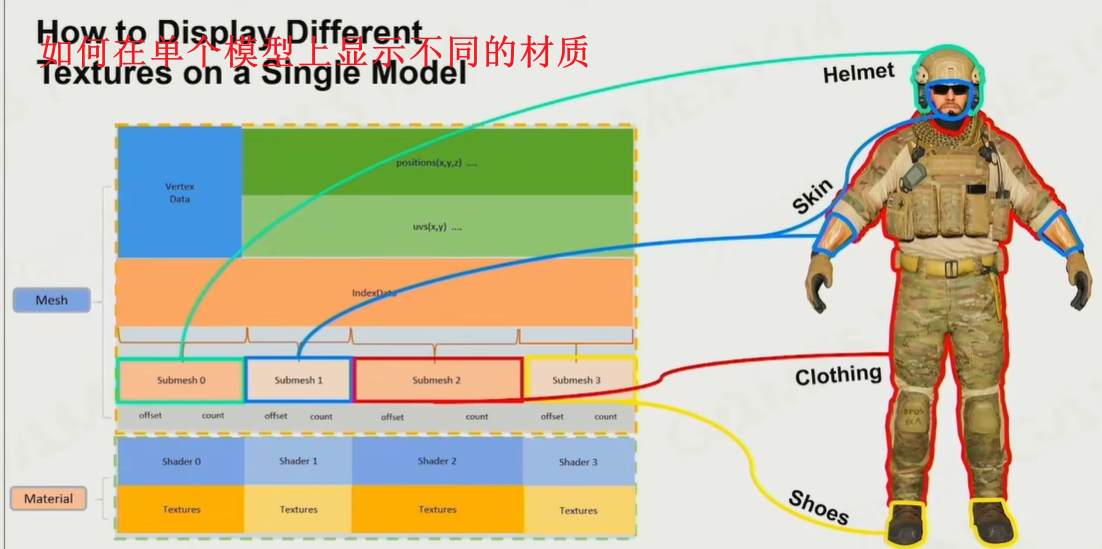 How to Display Different
如何在单个模型上显示不同的材质
Textures on a Single Model
Helmet
Vertex
Data
positions(x,y,z) ....
uvs(x,y) ....
Skin
Mesh
IndexData
Submesh 0
Submesh 1
Submesh 2
Submesh 3
Clothing
offset count offset count offset count offset count
Shader 0
Shader 1
Shader 2
Shader 3
Material
Textures
Textures
Textures
Textures
Shoes